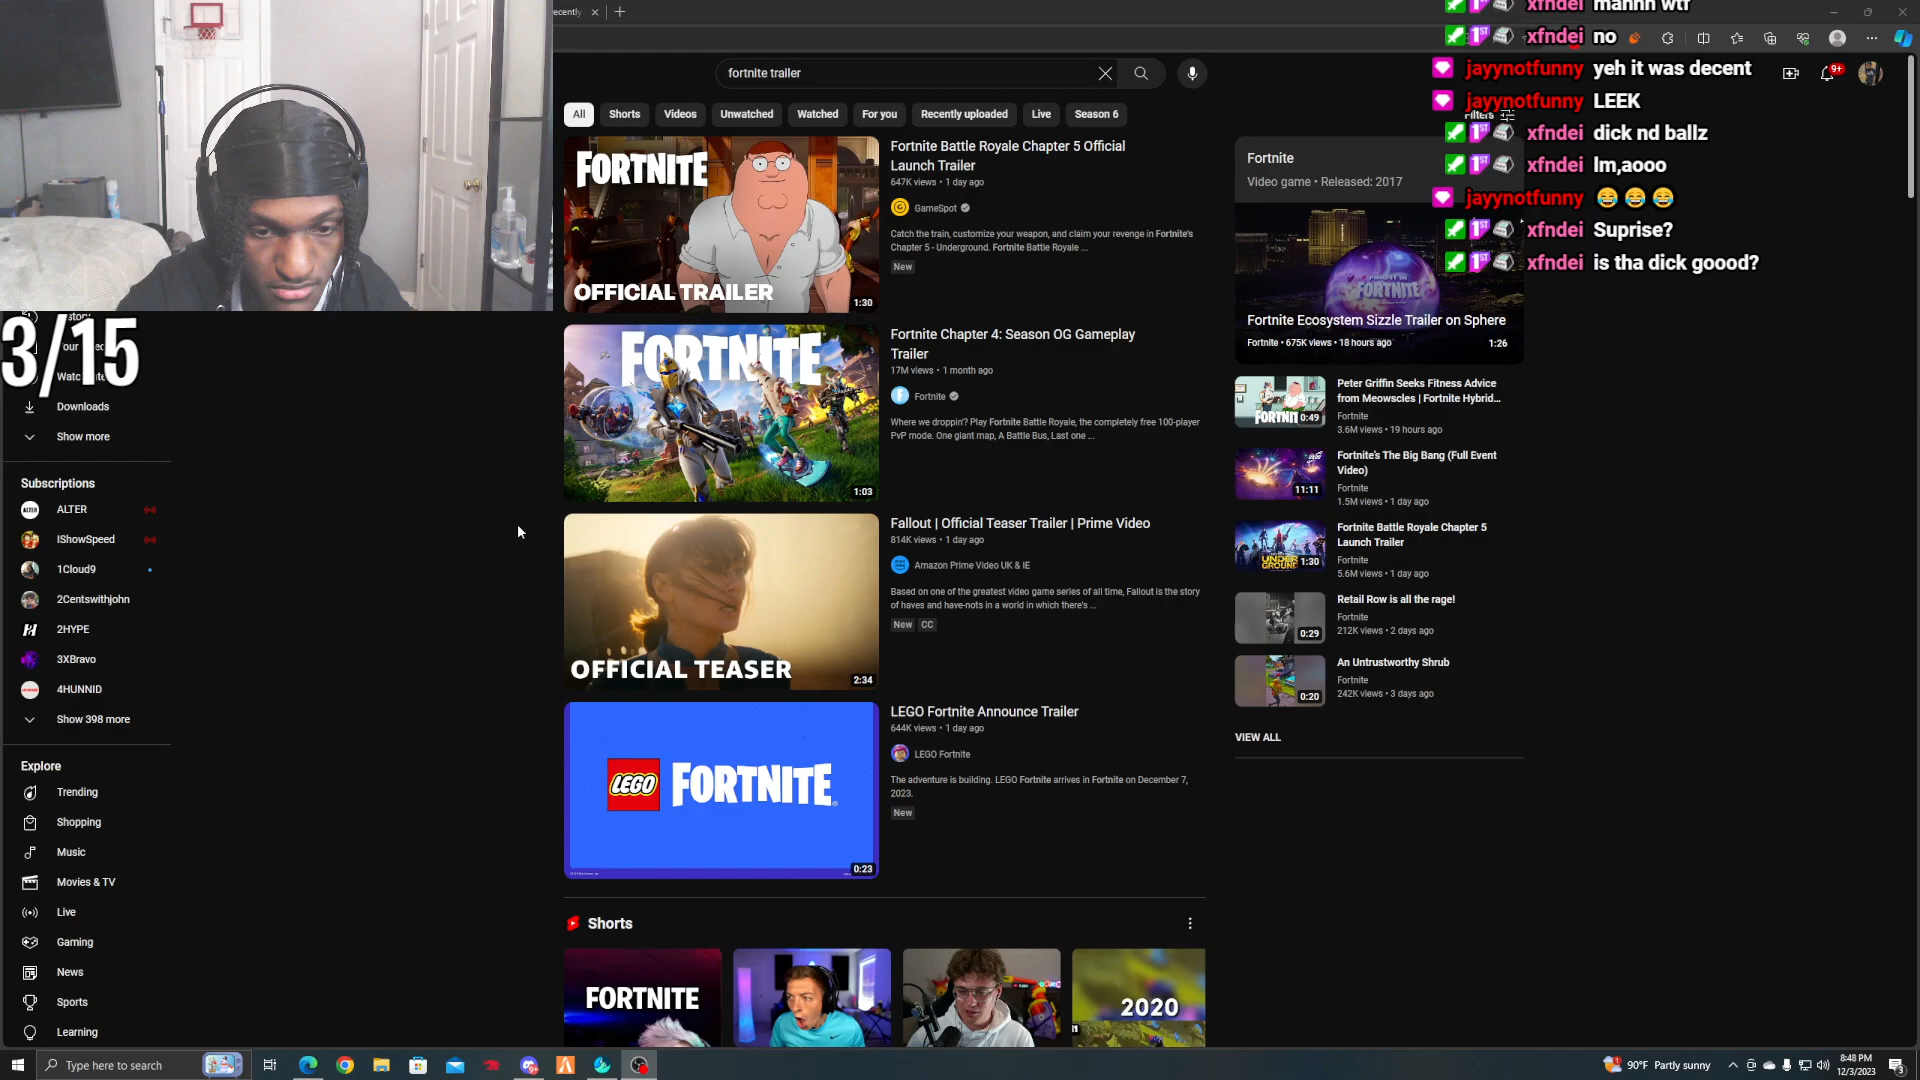 ecently
fortnite trailer
All
Shorts
Videos
Unwatched
Watched
For you
Recently uploaded
Live
Season 6
Filters
FORTNITE
OFFICIAL TRAILER
1:30
Fortnite Battle Royale Chapter 5 Official
Launch Trailer
647K views • 1 day ago
GameSpot
Catch the train, customize your weapon, and claim your revenge in Fortnite's
Chapter 5 - Underground. Fortnite Battle Royale ...
New
FORTNITE
1:03
Fortnite Chapter 4: Season OG Gameplay
Trailer
17M views • 1 month ago
Fortnite
Where we droppin'? Play Fortnite Battle Royale, the completely free 100-player
PvP mode. One giant map, A Battle Bus, Last one ...
OFFICIAL TEASER
2:34
Fallout | Official Teaser Trailer | Prime Video
814K views • 1 day ago
Amazon Prime Video UK & IE
Based on one of the greatest video game series of all time, Fallout is the story
of haves and have-nots in a world in which there's ...
New
CC
LEGO FORTNITE
0:23
LEGO Fortnite Announce Trailer
644K views • 1 day ago
LEGO Fortnite
The adventure is building. LEGO Fortnite arrives in Fortnite on December 7,
2023.
New
Shorts
FORTNITE
2020
Fortnite
Video game • Released: 2017
FORTNITE
Fortnite Ecosystem Sizzle Trailer on Sphere
Fortnite • 675K views • 18 hours ago
1:26
FORTNIT
0:49
Peter Griffin Seeks Fitness Advice
from Meowscles | Fortnite Hybrid...
Fortnite
3.6M views • 19 hours ago
11:11
Fortnite's The Big Bang (Full Event
Video)
Fortnite
1.5M views • 1 day ago
UNDER
GROUND
1:30
Fortnite Battle Royale Chapter 5
Launch Trailer
Fortnite
5.6M views • 1 day ago
0:29
Retail Row is all the rage!
Fortnite
212K views • 2 days ago
0:20
An Untrustworthy Shrub
Fortnite
242K views • 3 days ago
VIEW ALL
xfndei mannn wtf
xfndei no
jayynotfunny yeh it was decent
jayynotfunny LEEK
xfndei dick nd ballz
xfndei lm,aooo
jayynotfunny 😂 😂 😂
xfndei Suprise?
xfndei is tha dick goood?
9+
3/15
Downloads
Show more
Subscriptions
ALTER
IShowSpeed
1Cloud9
2Centswithjohn
2HYPE
3XBravo
4HUNNID
Show 398 more
Explore
Trending
Shopping
Music
Movies & TV
Live
Gaming
News
Sports
Learning
Type here to search
90°F Partly sunny
8:48 PM
12/3/2023